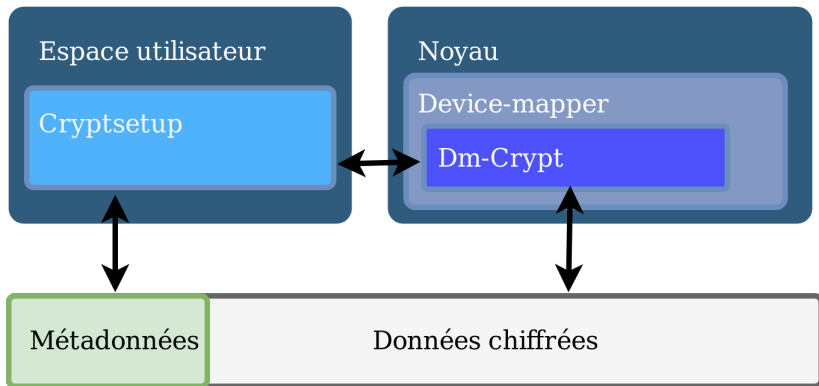 Espace utilisateur
Cryptsetup
Noyau
Device-mapper
Dm-Crypt
Métadonnées
Données chiffrées